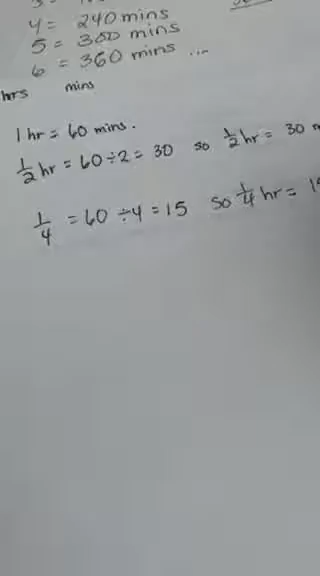 4 = 240 mins
5 = 300 mins
6 = 360 mins ...
hrs mins
1 hr = 60 mins.
1/2 hr = 60 ÷ 2 = 30 so 1/2 hr = 30 m
1/4 = 60 ÷ 4 = 15 so 1/4 hr =